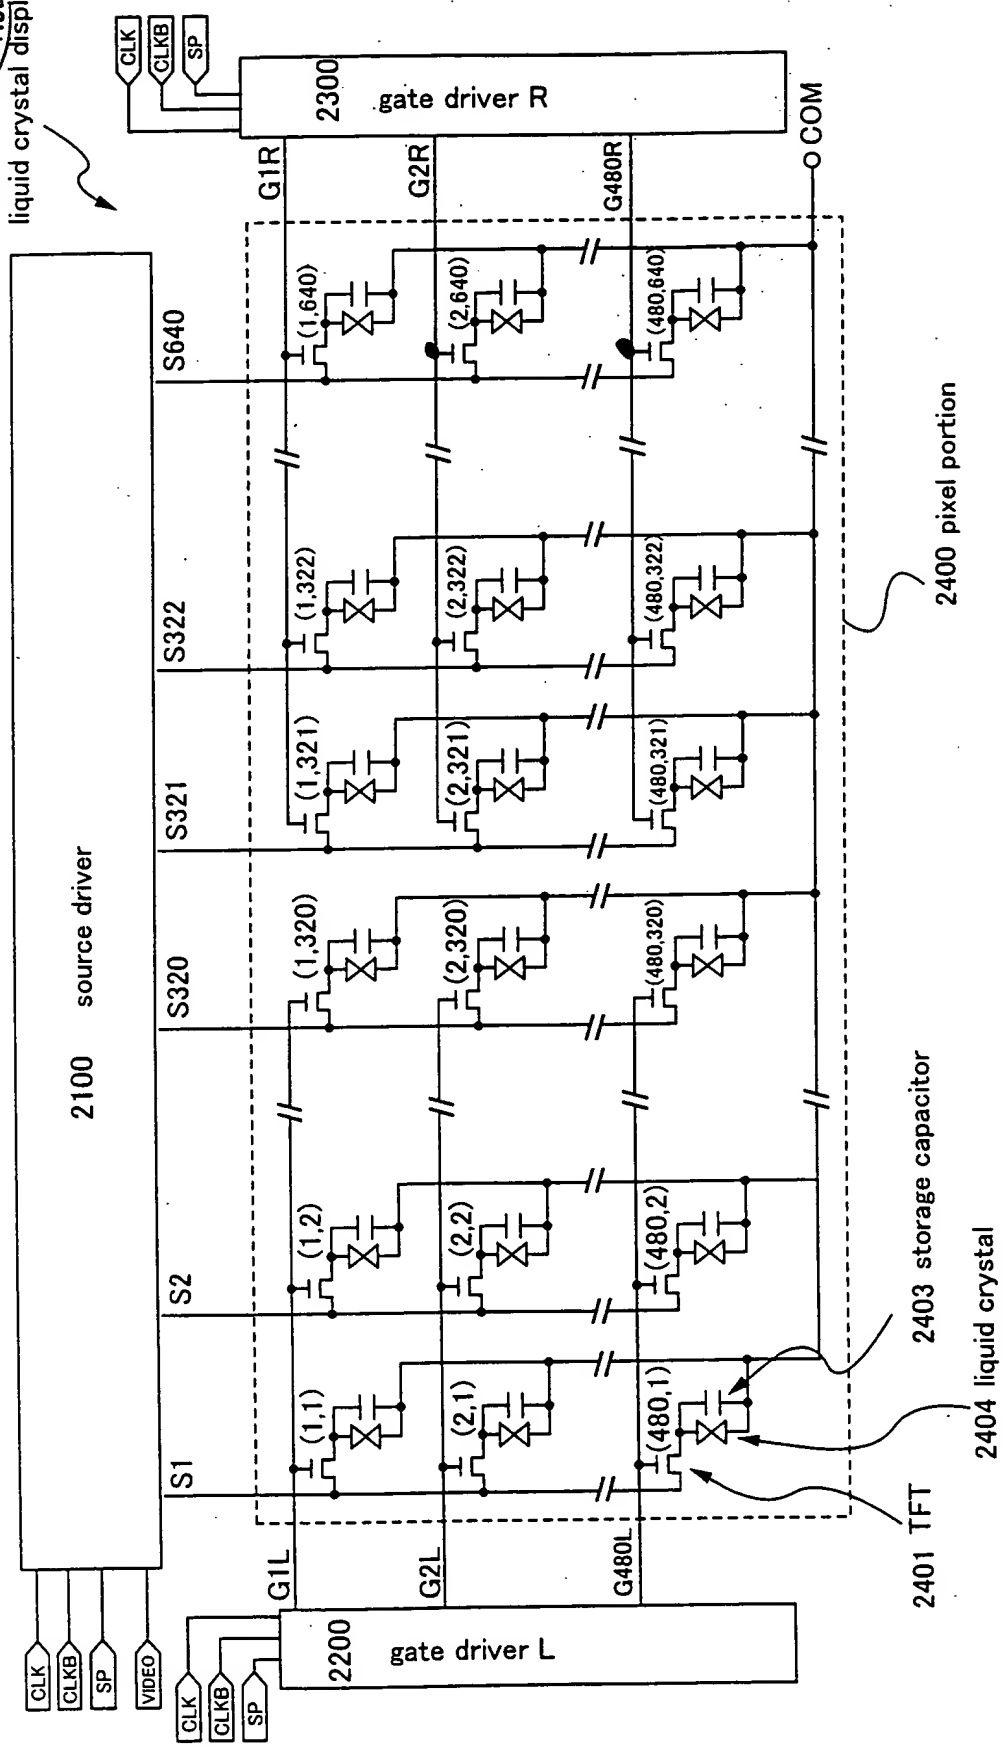 liquid crystal
CLK
CLKB
SP
VIDEO
2100 source driver
CLK
CLKB
SP
CLK
CLKB
SP
S1
S2
S320
S321
S322
S640
2200
gate driver L
2300
gate driver R
G1L
(1,1)
(1,2)
(1,320)
(1,321)
(1,322)
(1,640)
G1R
G2L
(2,1)
(2,2)
(2,320)
(2,321)
(2,322)
(2,640)
G2R
G480L
(480,1)
(480,2)
(480,320)
(480,321)
(480,322)
(480,640)
G480R
COM
2401 TFT
2404 liquid crystal
2403 storage capacitor
2400 pixel portion